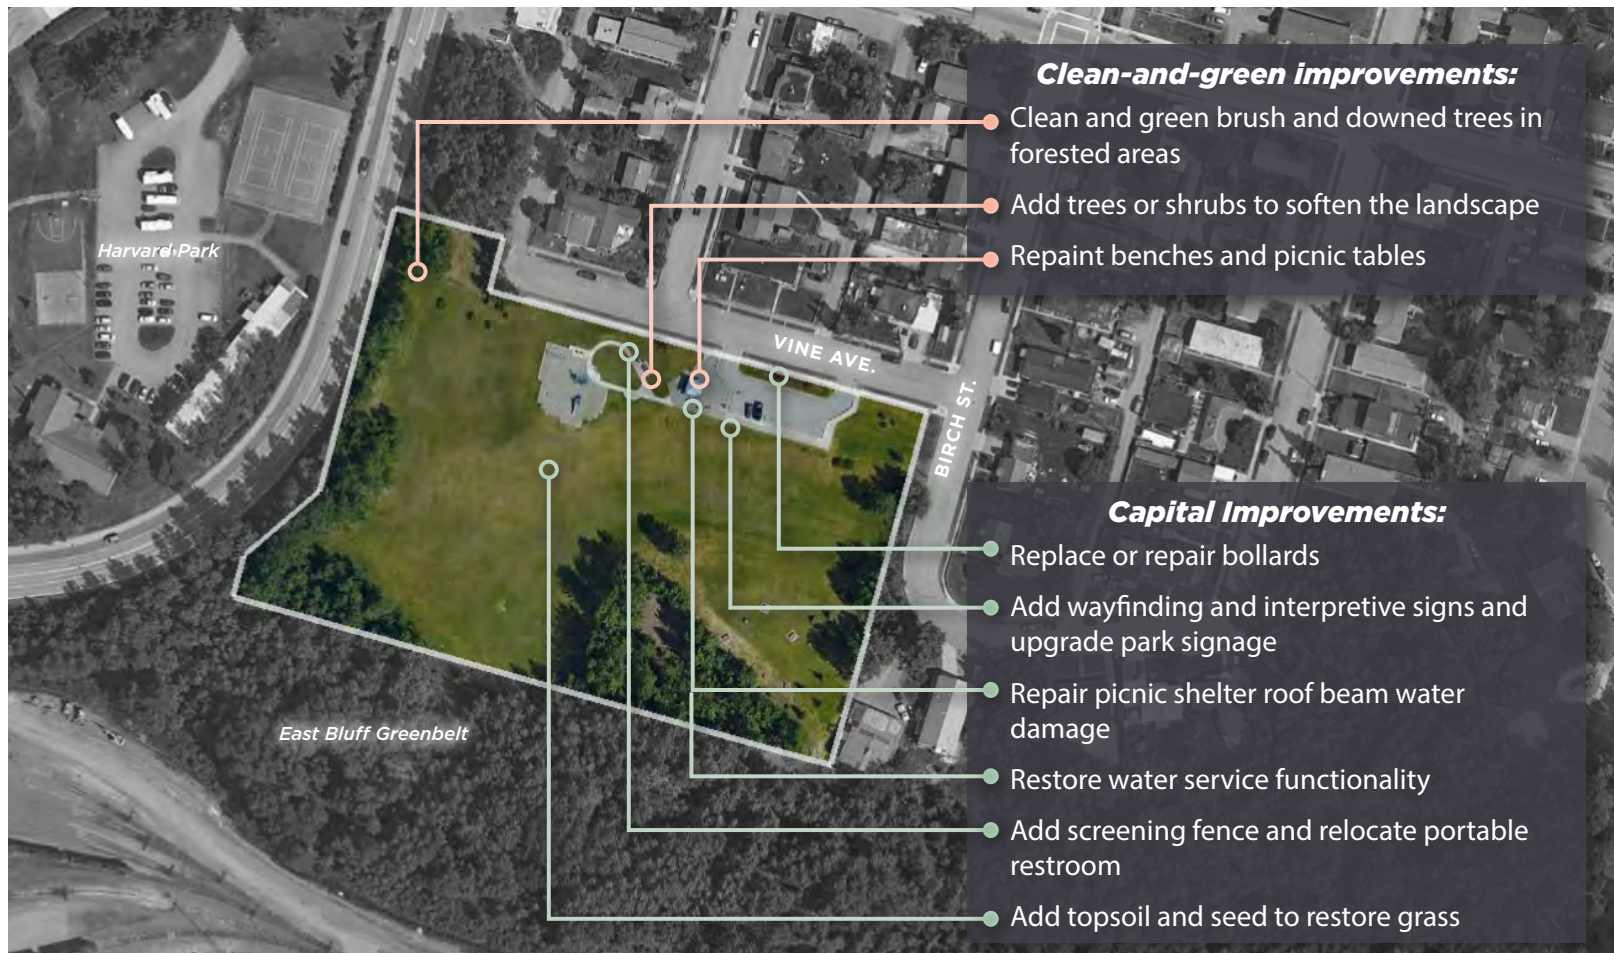 Clean-and-green improvements:
Clean and green brush and downed trees in
forested areas
Add trees or shrubs to soften the landscape
Repaint benches and picnic tables
Harvard Park
VINE AVE.
BIRCH ST.
East Bluff Greenbelt
Capital Improvements:
Replace or repair bollards
Add wayfinding and interpretive signs and
upgrade park signage
Repair picnic shelter roof beam water
damage
Restore water service functionality
Add screening fence and relocate portable
restroom
Add topsoil and seed to restore grass